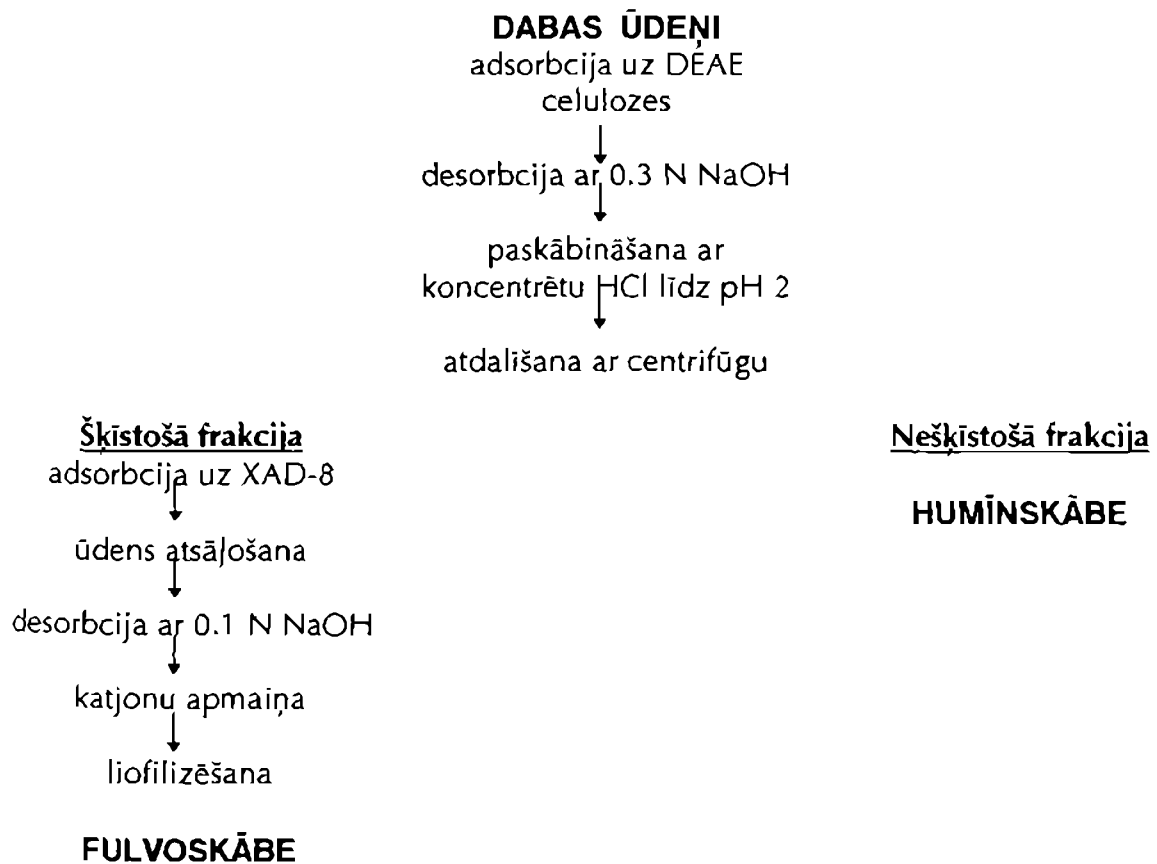 DABAS ŪDEŅI
adsorbcija uz DEAE
celulozes
desorbcija ar 0.3 N NaOH
paskābināšana ar
koncentrētu HCl līdz pH 2
atdalīšana ar centrifūgu
Šķīstošā frakcija
adsorbcija uz XAD-8
ūdens atsāļošana
desorbcija ar 0.1 N NaOH
katjonu apmaiņa
liofilizēšana
FULVOSKĀBE
Nešķīstošā frakcija
HUMĪNSKĀBE